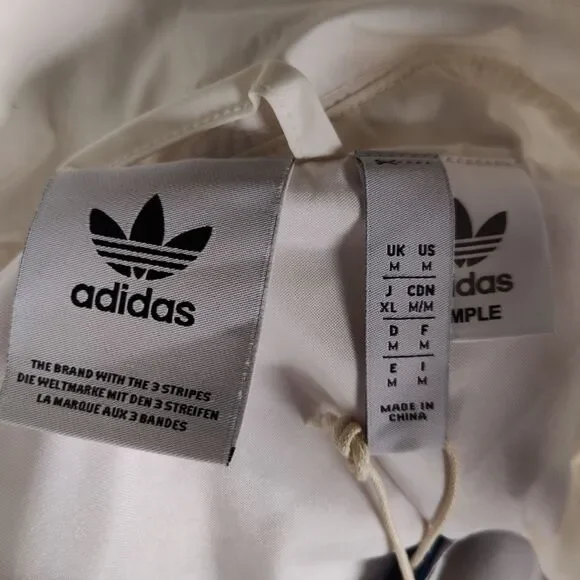 adidas
THE BRAND WITH THE 3 STRIPES
DIE WELTMARKE MIT DEN 3 STREIFEN
LA MARQUE AUX 3 BANDES
UK US
M M
J CDN
XL M/M
D F
M M
E I
M M
MADE IN
CHINA
didas
MPLE